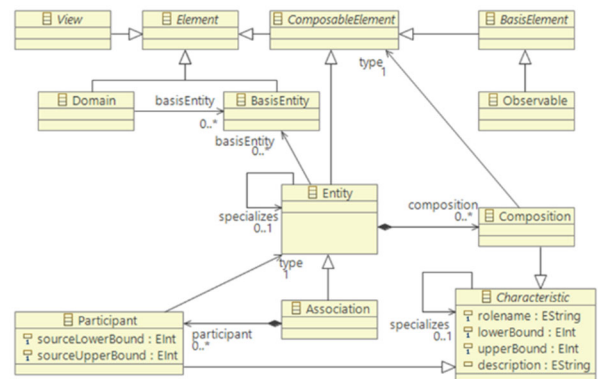 View
Element
ComposableElement
BasisElement
type
1
Domain
basisEntity
0..*
BasisEntity
Observable
basisEntity
0..*
Entity
specializes
0..1
composition
0..*
Composition
type
1
Association
Characteristic
rolename : EString
lowerBound : EInt
upperBound : EInt
description : EString
specializes
0..1
Participant
sourceLowerBound : EInt
sourceUpperBound : EInt
participant
0..*